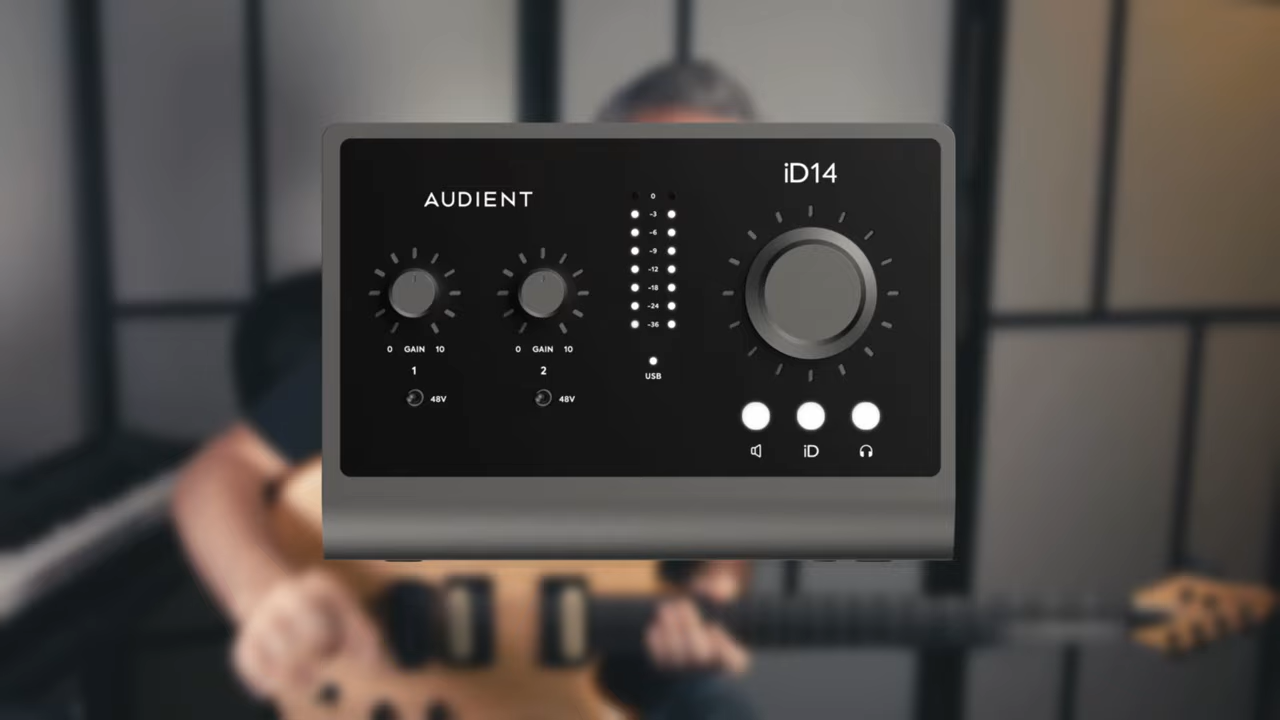 AUDIENT
0 GAIN 10
1
48V
0 GAIN 10
2
48V
0
-3
-6
-9
-12
-18
-24
-36
USB
iD14
iD